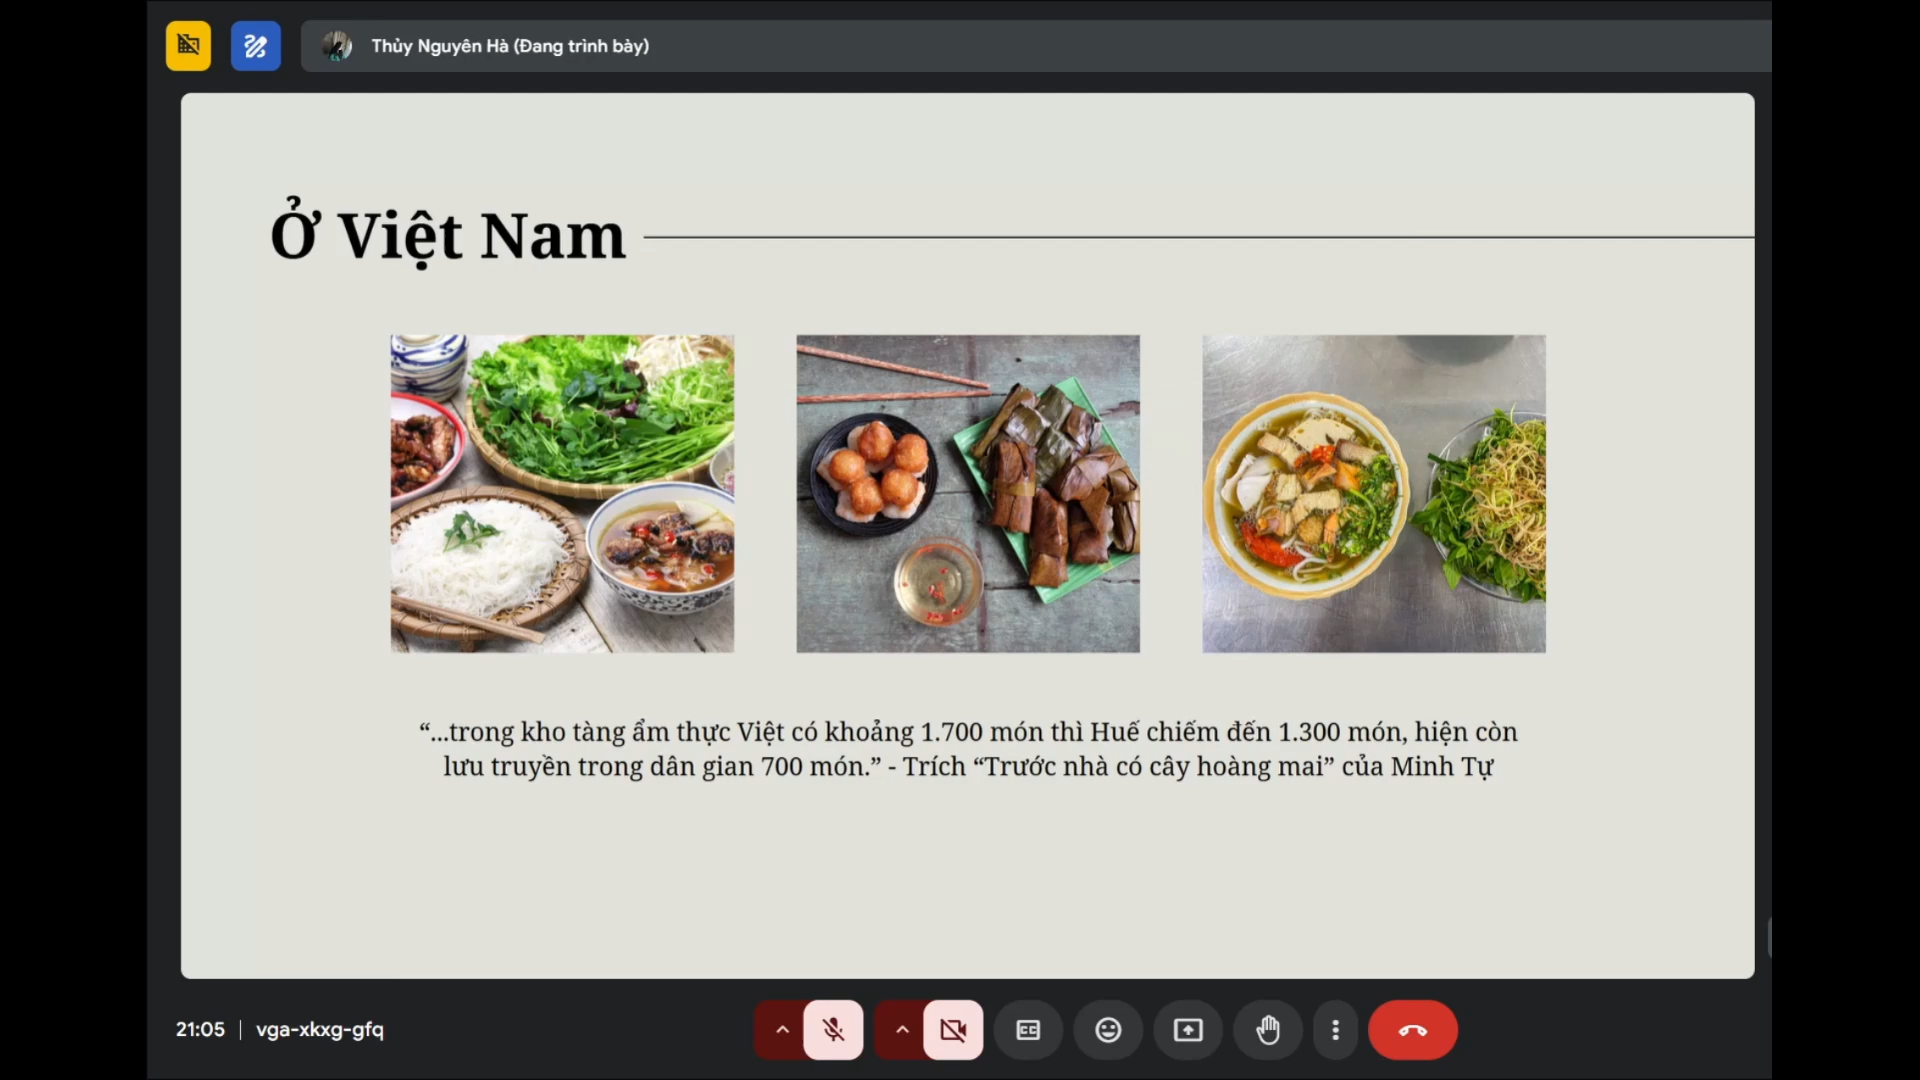 Thủy Nguyên Hà (Đang trình bày)
Ở Việt Nam
“...trong kho tàng ẩm thực Việt có khoảng 1.700 món thì Huế chiếm đến 1.300 món, hiện còn
lưu truyền trong dân gian 700 món.” - Trích “Trước nhà có cây hoàng mai” của Minh Tự
21:05 | vga-xkxg-gfq
CC